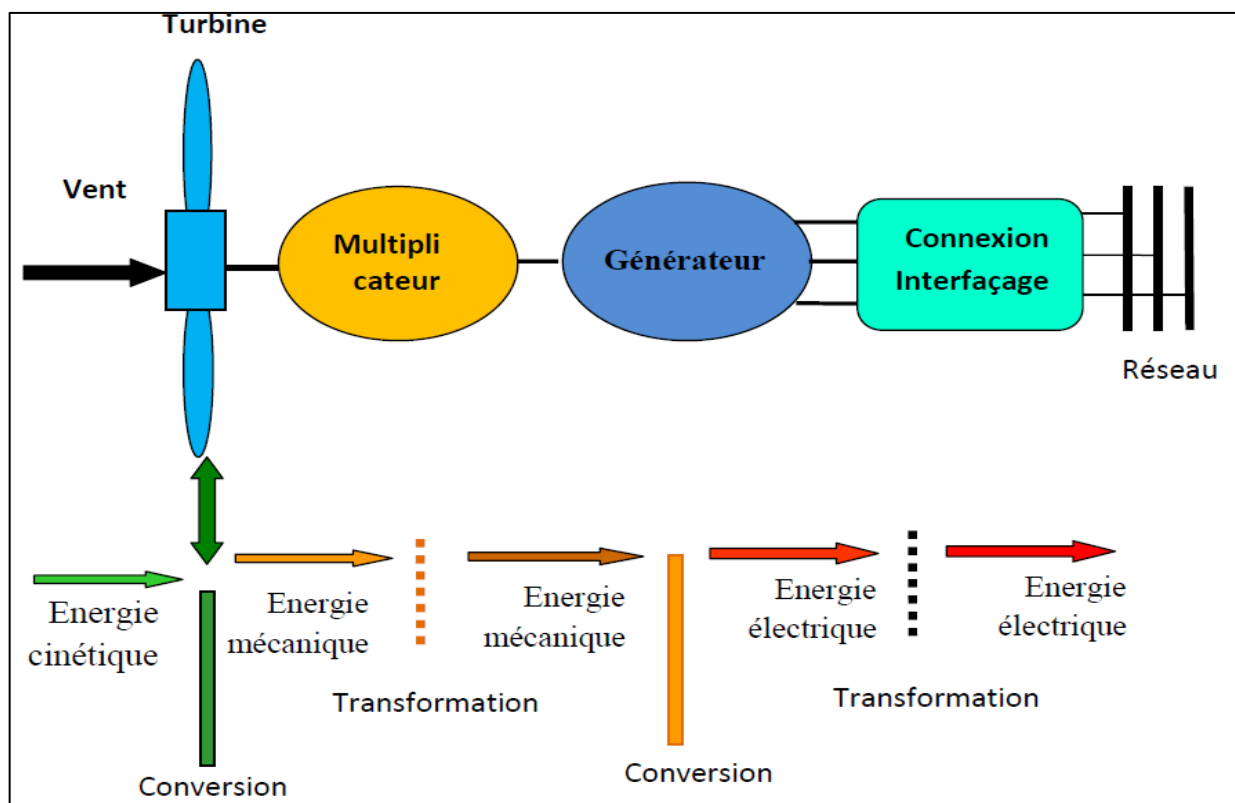 Turbine
Vent
Multipli
cateur
Générateur
Connexion
Interfaçage
Réseau
Energie
cinétique
Energie
mécanique
Energie
mécanique
Energie
électrique
Energie
électrique
Transformation
Transformation
Conversion
Conversion